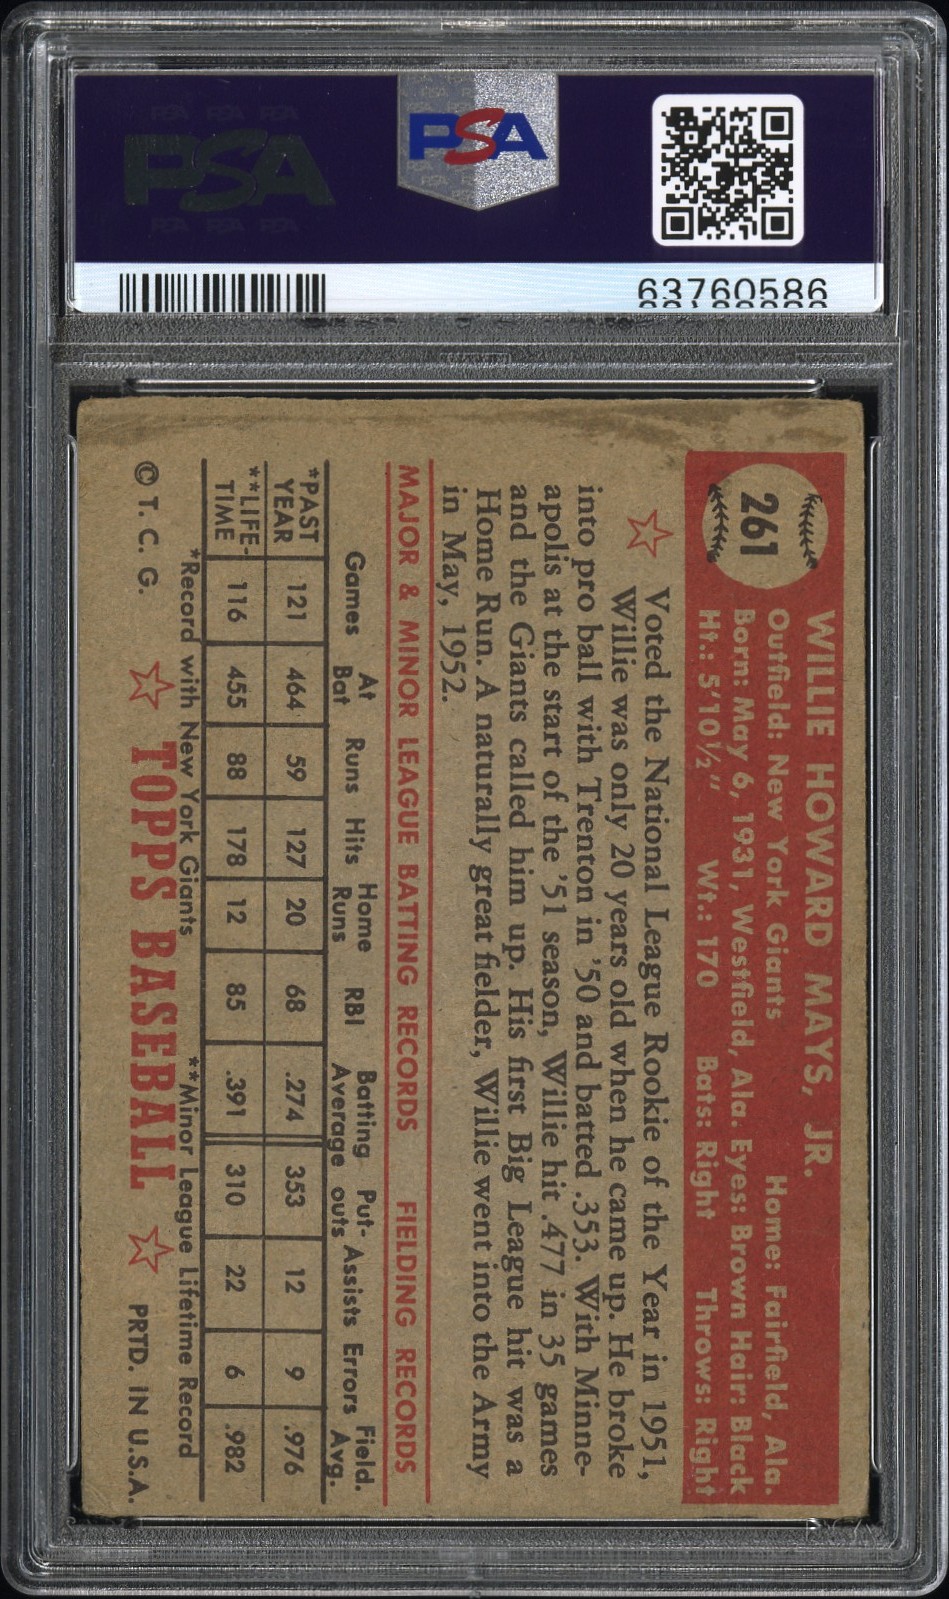 PSA
PSA
63760586
261
WILLIE HOWARD MAYS, JR.
Outfield: New York Giants Home: Fairfield, Ala.
Born: May 6, 1931, Westfield, Ala. Eyes: Brown Hair: Black
Ht.: 5'10½" Wt.: 170 Bats: Right Throws: Right
Voted the National League Rookie of the Year in 1951,
Willie was only 20 years old when he came up. He broke
into pro ball with Trenton in '50 and batted .353. With Minne-
apolis at the start of the '51 season, Willie hit .477 in 35 games
and the Giants called him up. His first Big League hit was a
Home Run. A naturally great fielder, Willie went into the Army
in May, 1952.
MAJOR & MINOR LEAGUE BATTING RECORDS FIELDING RECORDS
Games At Bat Runs Hits Home Runs RBI Batting Average Put-outs Assists Errors Field. Avg.
*PAST YEAR 121 464 59 127 20 68 .274 353 12 9 .976
**LIFE-TIME 116 455 88 178 12 85 .391 310 22 6 .982
*Record with New York Giants **Minor League Lifetime Record
© T. C. G. TOPPS BASEBALL PRTD. IN U.S.A.